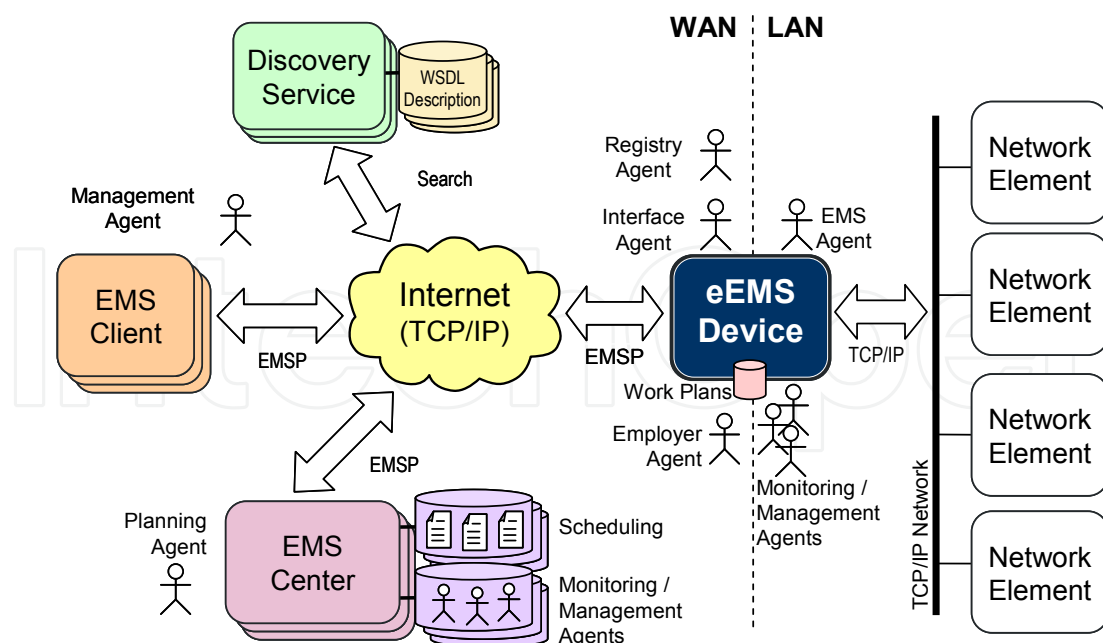 WAN
LAN
Discovery
Service
WSDL
Description
Search
Management
Agent
EMS
Client
EMSP
Internet
(TCP/IP)
EMSP
Registry
Agent
Interface
Agent
EMS
Agent
eEMS
Device
TCP/IP
Work Plans
Employer
Agent
Monitoring /
Management
Agents
TCP/IP Network
Network
Element
Network
Element
Network
Element
Network
Element
EMSP
Planning
Agent
EMS
Center
Scheduling
Monitoring /
Management
Agents